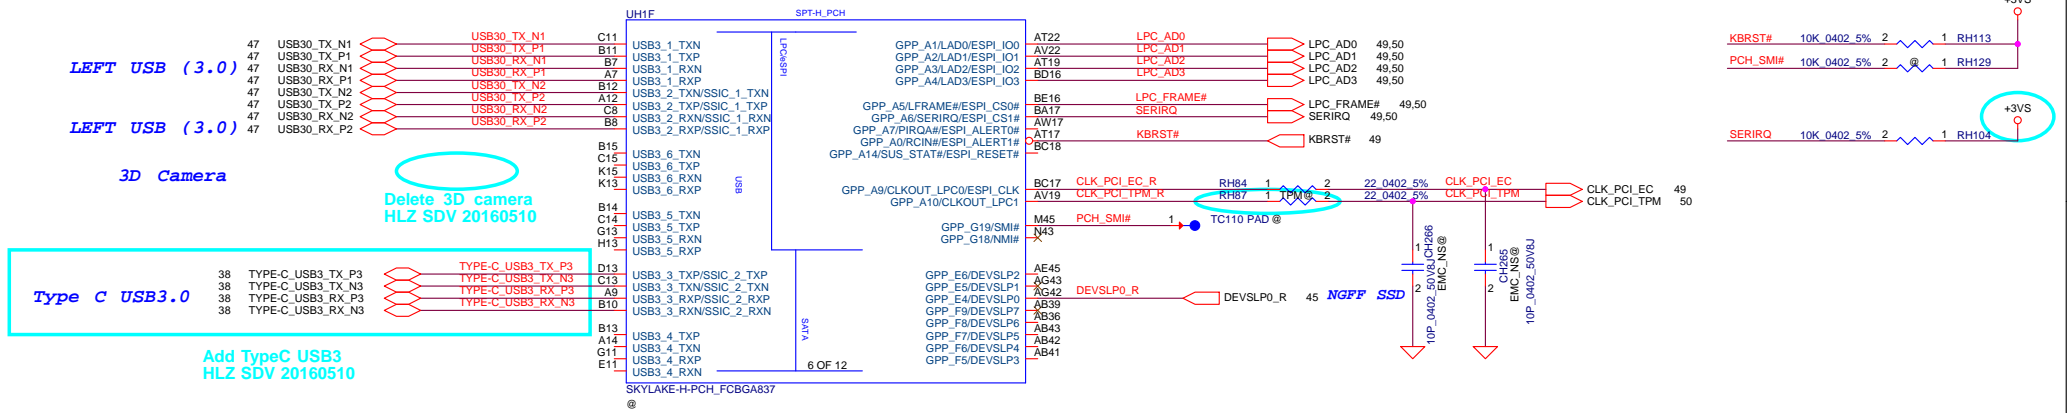 UH1F
SPT-H_PCH
LPC/eSPI
USB
SATA
6 OF 12
SKYLAKE-H-PCH_FCBGA837
@
LEFT USB (3.0)
LEFT USB (3.0)
3D Camera
Type C USB3.0
47 USB30_TX_N1 USB30_TX_N1 C11 USB3_1_TXN
47 USB30_TX_P1 USB30_TX_P1 B11 USB3_1_TXP
47 USB30_RX_N1 USB30_RX_N1 B7 USB3_1_RXN
47 USB30_RX_P1 USB30_RX_P1 A7 USB3_1_RXP
47 USB30_TX_N2 USB30_TX_N2 B12 USB3_2_TXN/SSIC_1_TXN
47 USB30_TX_P2 USB30_TX_P2 A12 USB3_2_TXP/SSIC_1_TXP
47 USB30_RX_N2 USB30_RX_N2 C8 USB3_2_RXN/SSIC_1_RXN
47 USB30_RX_P2 USB30_RX_P2 B8 USB3_2_RXP/SSIC_1_RXP
B15 USB3_6_TXN
C15 USB3_6_TXP
K15 USB3_6_RXN
K13 USB3_6_RXP
Delete 3D camera
HLZ SDV 20160510
B14 USB3_5_TXN
C14 USB3_5_TXP
G13 USB3_5_RXN
H13 USB3_5_RXP
38 TYPE-C_USB3_TX_P3 TYPE-C_USB3_TX_P3 D13 USB3_3_TXP/SSIC_2_TXP
38 TYPE-C_USB3_TX_N3 TYPE-C_USB3_TX_N3 C13 USB3_3_TXN/SSIC_2_TXN
38 TYPE-C_USB3_RX_P3 TYPE-C_USB3_RX_P3 A9 USB3_3_RXP/SSIC_2_RXP
38 TYPE-C_USB3_RX_N3 TYPE-C_USB3_RX_N3 B10 USB3_3_RXN/SSIC_2_RXN
B13 USB3_4_TXP
A14 USB3_4_TXN
G11 USB3_4_RXP
E11 USB3_4_RXN
Add TypeC USB3
HLZ SDV 20160510
GPP_A1/LAD0/ESPI_IO0 AT22 LPC_AD0 LPC_AD0 49,50
GPP_A2/LAD1/ESPI_IO1 AV22 LPC_AD1 LPC_AD1 49,50
GPP_A3/LAD2/ESPI_IO2 AT19 LPC_AD2 LPC_AD2 49,50
GPP_A4/LAD3/ESPI_IO3 BD16 LPC_AD3 LPC_AD3 49,50
GPP_A5/LFRAME#/ESPI_CS0# BE16 LPC_FRAME# LPC_FRAME# 49,50
GPP_A6/SERIRQ/ESPI_CS1# BA17 SERIRQ SERIRQ 49,50
GPP_A7/PIRQA#/ESPI_ALERT0# AW17
GPP_A0/RCIN#/ESPI_ALERT1# AT17 KBRST# KBRST# 49
GPP_A14/SUS_STAT#/ESPI_RESET# BC18
GPP_A9/CLKOUT_LPC0/ESPI_CLK BC17 CLK_PCI_EC_R RH84 1 2 22_0402_5% CLK_PCI_EC CLK_PCI_EC 49
GPP_A10/CLKOUT_LPC1 AV19 CLK_PCI_TPM_R RH87 1 TPM@ 2 22_0402_5% CLK_PCI_TPM CLK_PCI_TPM 50
GPP_G19/SMI# M45 PCH_SMI# 1 TC110 PAD @
GPP_G18/NMI# N43
GPP_E6/DEVSLP2 AE45
GPP_E5/DEVSLP1 AG43
GPP_E4/DEVSLP0 AG42 DEVSLP0_R DEVSLP0_R 45 NGFF SSD
GPP_F9/DEVSLP7 AB39
GPP_F8/DEVSLP6 AB36
GPP_F7/DEVSLP5 AB43
GPP_F6/DEVSLP4 AB42
GPP_F5/DEVSLP3 AB41
1 2 10P_0402_50V8J CH266 EMC_NS@
1 2 CH265 EMC_NS@ 10P_0402_50V8J
+3VS
KBRST# 10K_0402_5% 2 1 RH113
PCH_SMI# 10K_0402_5% 2 @ 1 RH129
+3VS
SERIRQ 10K_0402_5% 2 1 RH104